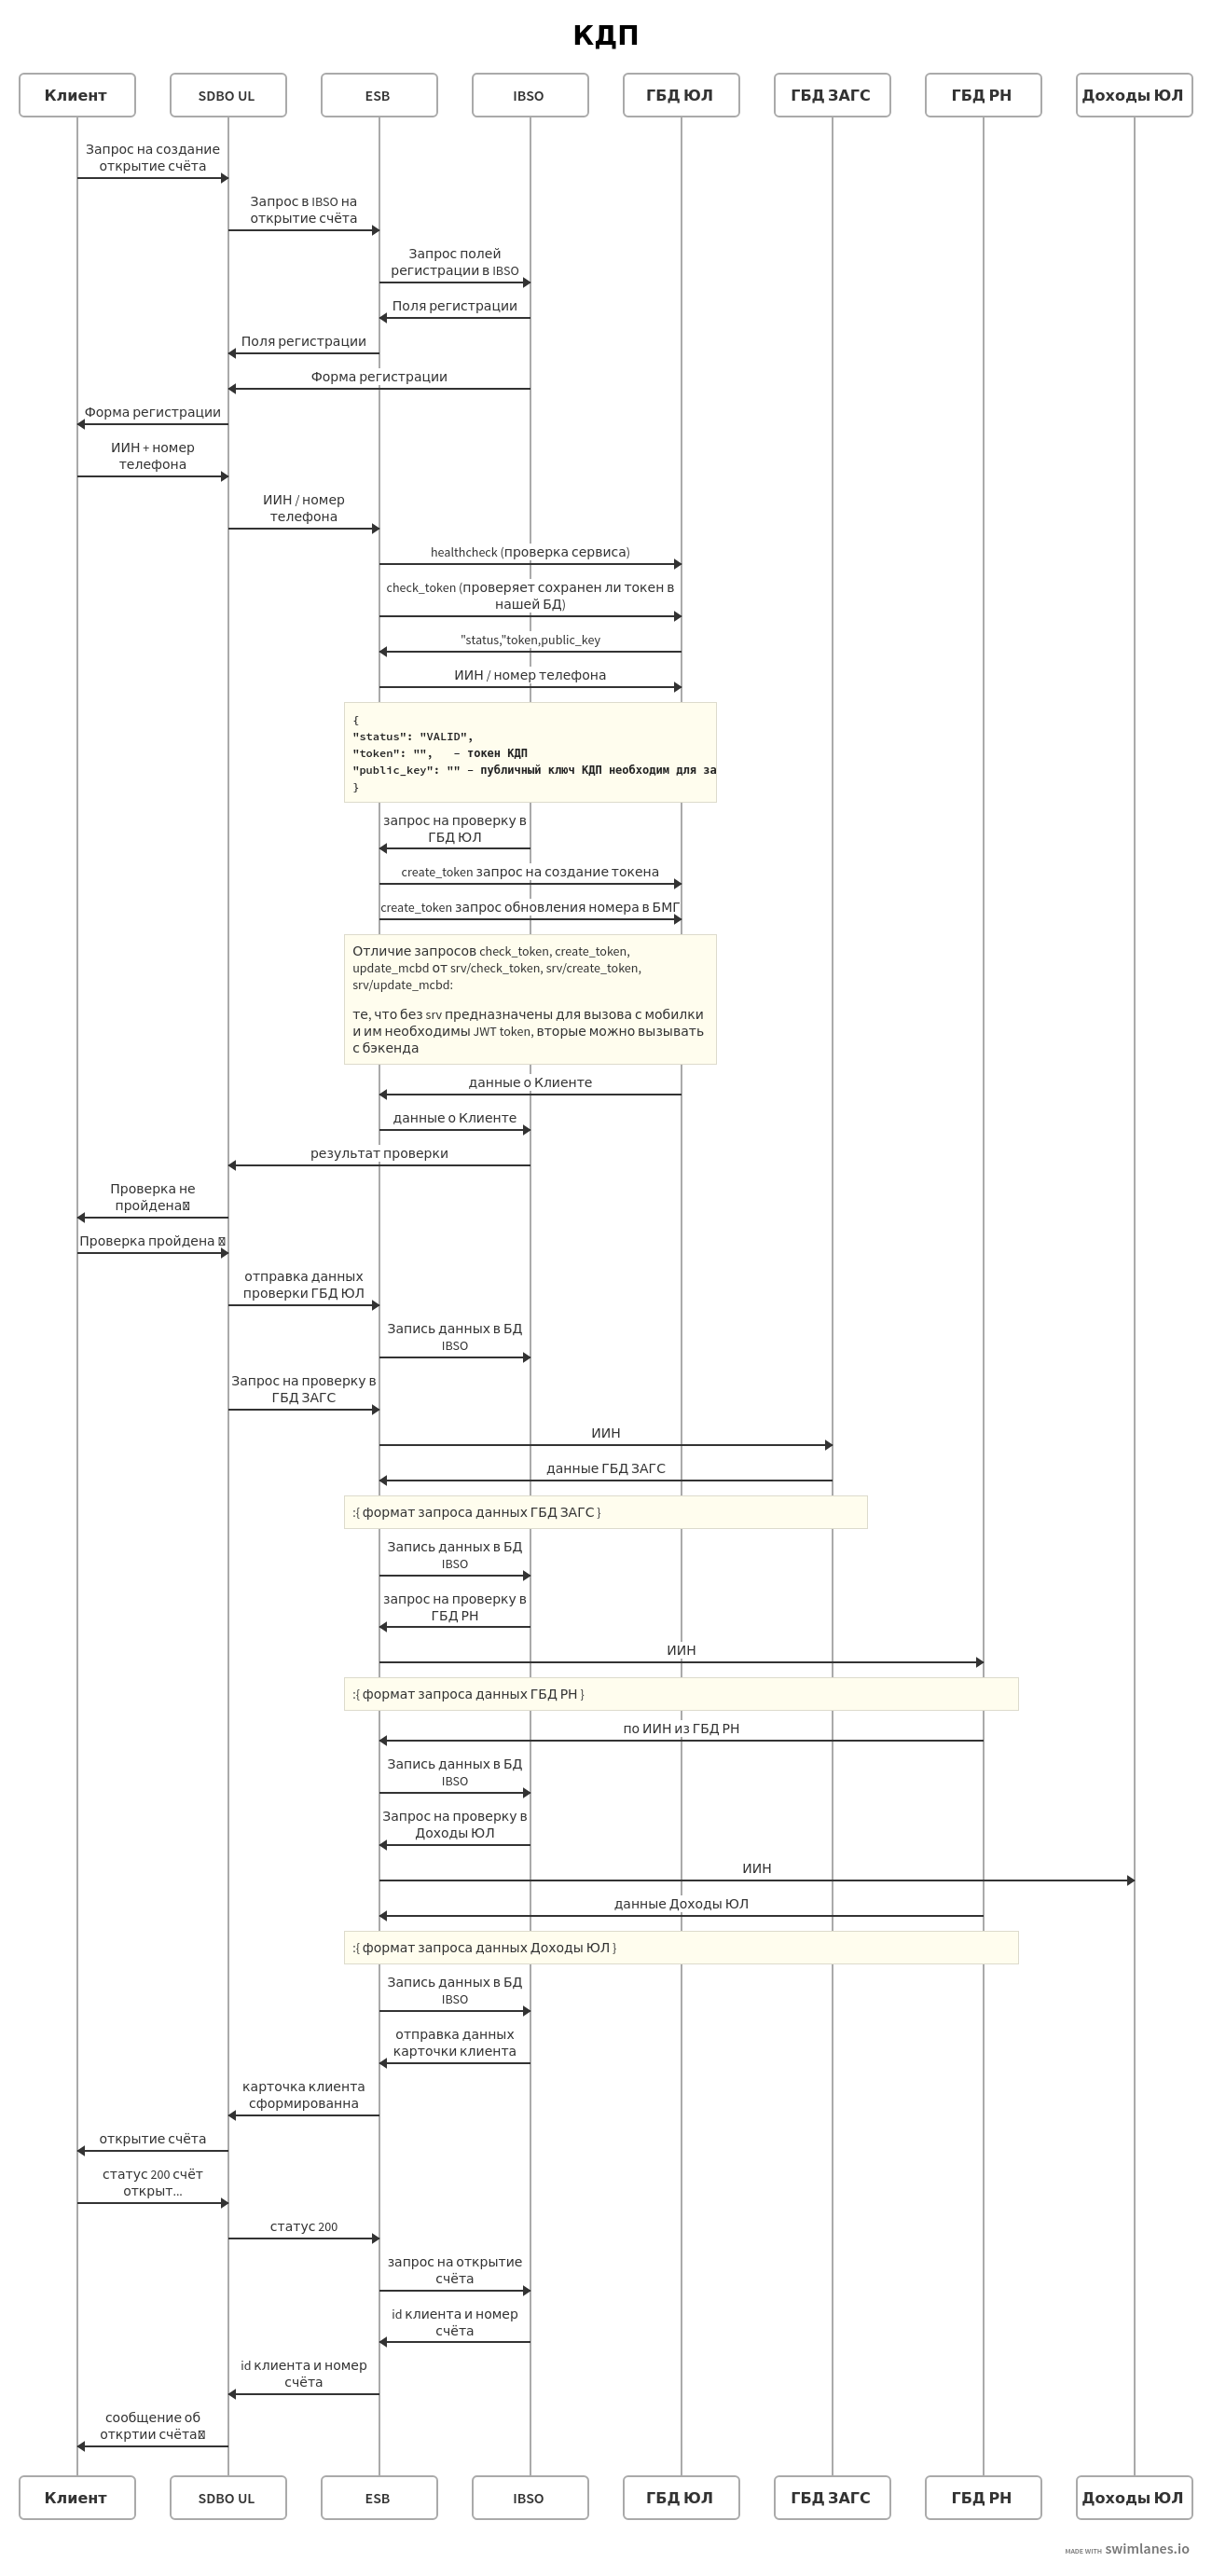 КДП
Клиент
SDBO UL
ESB
IBSO
ГБД ЮЛ
ГБД ЗАГС
ГБД РН
Доходы ЮЛ
Запрос на создание
открытие счёта
Запрос в IBSO на
открытие счёта
Запрос полей
регистрации в IBSO
Поля регистрации
Поля регистрации
Форма регистрации
Форма регистрации
ИИН + номер
телефона
ИИН / номер
телефона
healthcheck (проверка сервиса)
check_token (проверяет сохранен ли токен в
нашей БД)
"status,"token,public_key
ИИН / номер телефона
{
"status": "VALID",
"token": "",   – токен КДП
"public_key": "" – публичный ключ КДП необходим для за
}
запрос на проверку в
ГБД ЮЛ
create_token запрос на создание токена
create_token запрос обновления номера в БМГ
Отличие запросов check_token, create_token,
update_mcbd от srv/check_token, srv/create_token,
srv/update_mcbd:
те, что без srv предназначены для вызова с мобилки
и им необходимы JWT token, вторые можно вызывать
с бэкенда
данные о Клиенте
данные о Клиенте
результат проверки
Проверка не
пройдена
Проверка пройдена
отправка данных
проверки ГБД ЮЛ
Запись данных в БД
IBSO
Запрос на проверку в
ГБД ЗАГС
ИИН
данные ГБД ЗАГС
:{ формат запроса данных ГБД ЗАГС }
Запись данных в БД
IBSO
запрос на проверку в
ГБД РН
ИИН
:{ формат запроса данных ГБД РН }
по ИИН из ГБД РН
Запись данных в БД
IBSO
Запрос на проверку в
Доходы ЮЛ
ИИН
данные Доходы ЮЛ
:{ формат запроса данных Доходы ЮЛ }
Запись данных в БД
IBSO
отправка данных
карточки клиента
карточка клиента
сформированна
открытие счёта
статус 200 счёт
открыт...
статус 200
запрос на открытие
счёта
id клиента и номер
счёта
id клиента и номер
счёта
сообщение об
откртии счёта
Клиент
SDBO UL
ESB
IBSO
ГБД ЮЛ
ГБД ЗАГС
ГБД РН
Доходы ЮЛ
MADE WITH swimlanes.io